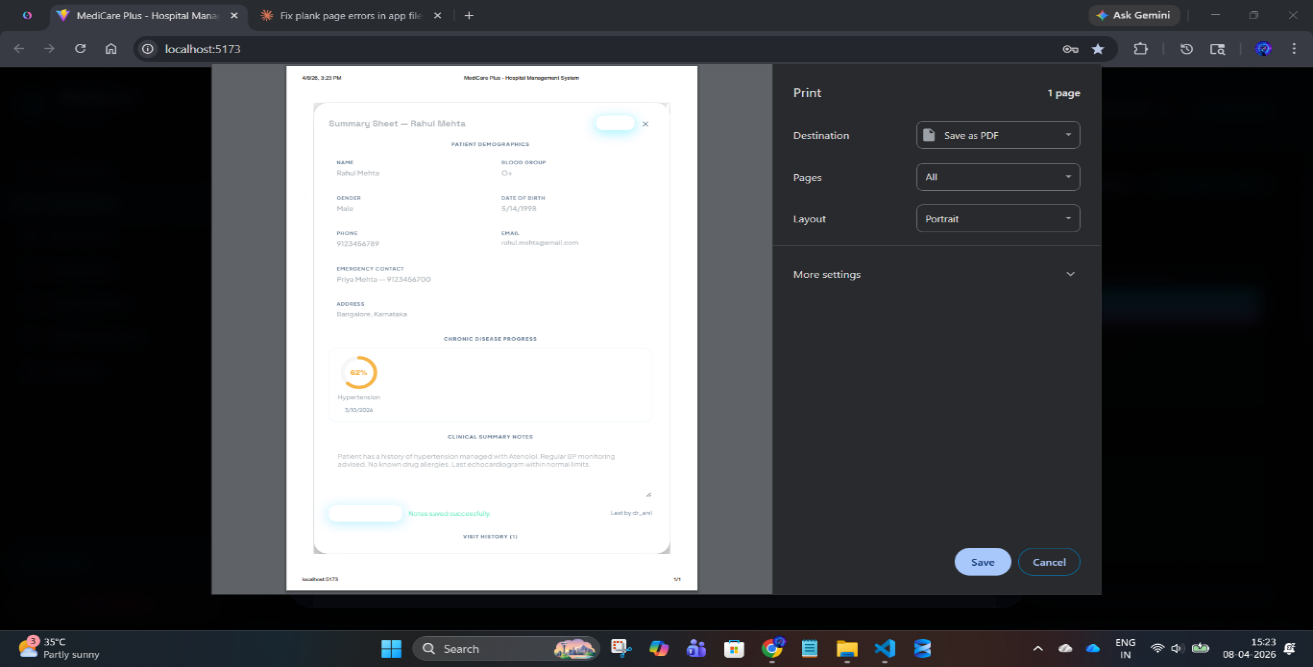 MediCare Plus - Hospital Mana
Fix plank page errors in app file
Ask Gemini
localhost:5173
4/8/26, 3:23 PM
MediCare Plus - Hospital Management System
Summary Sheet — Rahul Mehta
PATIENT DEMOGRAPHICS
NAME
BLOOD GROUP
Rahul Mehta
O+
GENDER
DATE OF BIRTH
Male
5/14/1998
PHONE
EMAIL
9123456789
rahul.mehta@email.com
EMERGENCY CONTACT
Priya Mehta — 9123456700
ADDRESS
Bangalore, Karnataka
CHRONIC DISEASE PROGRESS
62%
Hypertension
3/10/2026
CLINICAL SUMMARY NOTES
Patient has a history of hypertension managed with Atenolol. Regular BP monitoring
advised. No known drug allergies. Last echocardiogram within normal limits.
Notes saved successfully.
Last by dr_anil
VISIT HISTORY (1)
localhost:5173
1/1
Print
1 page
Destination
Save as PDF
Pages
All
Layout
Portrait
More settings
Save
Cancel
3
35°C
Partly sunny
Search
ENG
IN
15:23
08-04-2026